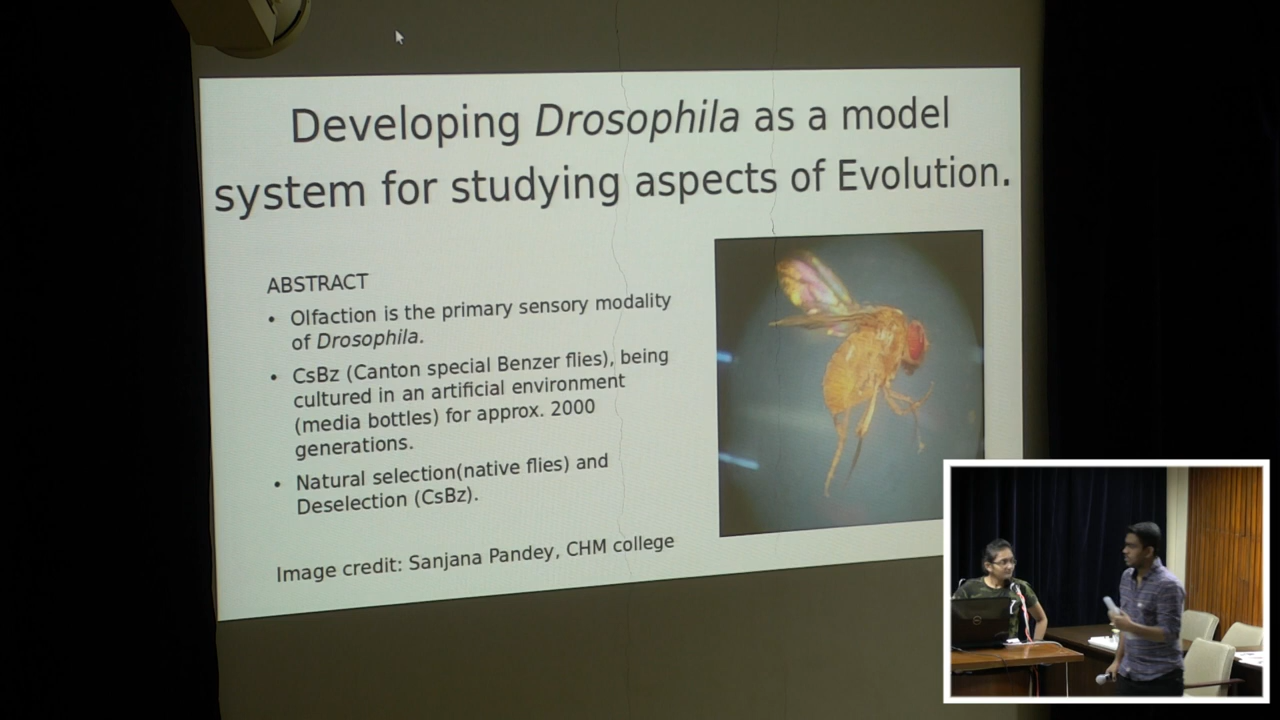 Developing Drosophila as a model
system for studying aspects of Evolution.
ABSTRACT
• Olfaction is the primary sensory modality
of Drosophila.
• CsBz (Canton special Benzer flies), being
cultured in an artificial environment
(media bottles) for approx. 2000
generations.
• Natural selection(native flies) and
Deselection (CsBz).
Image credit: Sanjana Pandey, CHM college